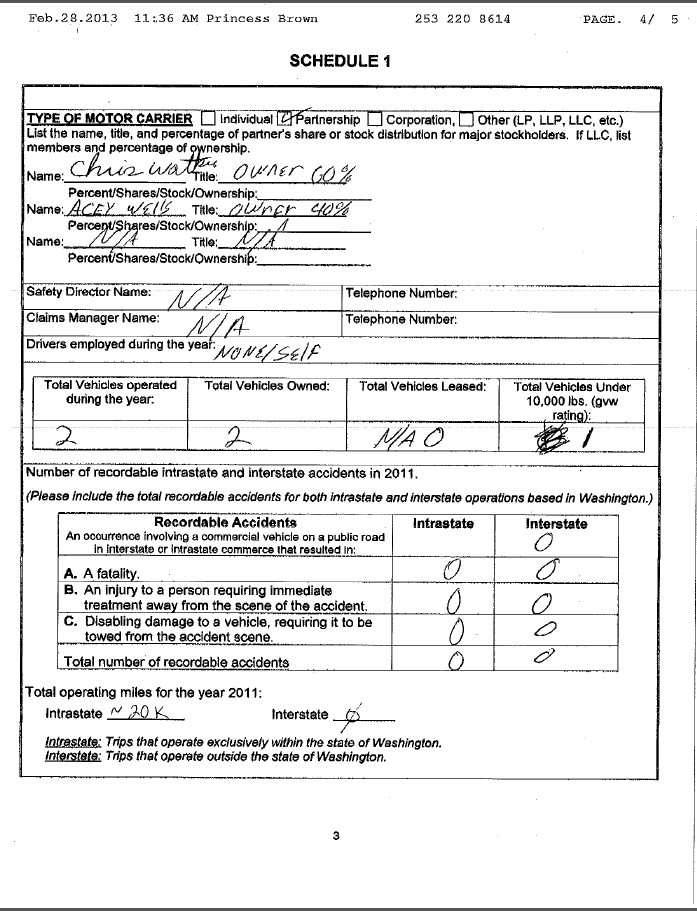 Feb.28.2013 11:36 AM Princess Brown 253 220 8614 PAGE. 4/ 5
SCHEDULE 1
TYPE OF MOTOR CARRIER Individual Partnership Corporation, Other (LP, LLP, LLC, etc.)
List the name, title, and percentage of partner's share or stock distribution for major stockholders. If LLC, list
members and percentage of ownership.
Name: Chris Title: Owner 60%
Percent/Shares/Stock/Ownership:
Name: ACEY Wells Title: Owner 40%
Percent/Shares/Stock/Ownership:
Name: N/A Title: N/A
Percent/Shares/Stock/Ownership:
Safety Director Name: N/A Telephone Number:
Claims Manager Name: N/A Telephone Number:
Drivers employed during the year: NONE/SElF
Total Vehicles operated during the year: Total Vehicles Owned: Total Vehicles Leased: Total Vehicles Under 10,000 lbs. (gvw rating):
2 2 N/A 0 1
Number of recordable intrastate and interstate accidents in 2011.
(Please include the total recordable accidents for both intrastate and interstate operations based in Washington.)
Recordable Accidents Intrastate Interstate
An occurrence involving a commercial vehicle on a public road 0
in interstate or intrastate commerce that resulted in:
A. A fatality. 0 0
B. An injury to a person requiring immediate
treatment away from the scene of the accident. 0 0
C. Disabling damage to a vehicle, requiring it to be
towed from the accident scene. 0 0
Total number of recordable accidents 0 0
Total operating miles for the year 2011:
Intrastate ~ 20K Interstate Ø
Intrastate: Trips that operate exclusively within the state of Washington.
Interstate: Trips that operate outside the state of Washington.
3